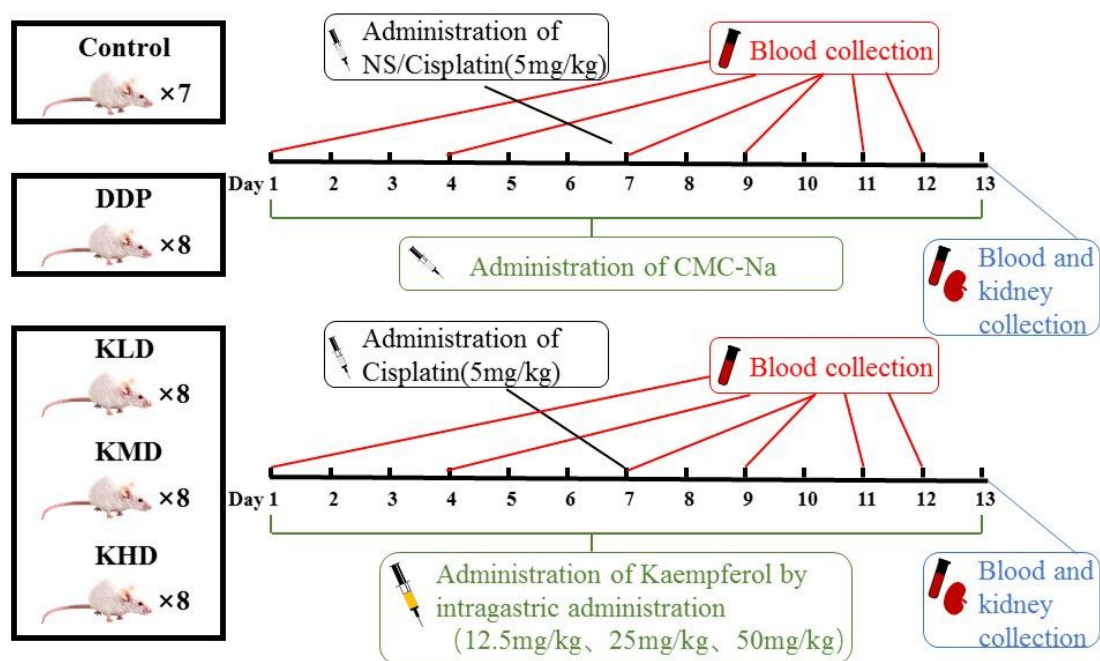 Control
×7
Administration of
NS/Cisplatin(5mg/kg)
Blood collection
Day 1 2 3 4 5 6 7 8 9 10 11 12 13
DDP
×8
Administration of CMC-Na
Blood and
kidney
collection
KLD
×8
KMD
×8
KHD
×8
Administration of
Cisplatin(5mg/kg)
Blood collection
Day 1 2 3 4 5 6 7 8 9 10 11 12 13
Administration of Kaempferol by
intragastric administration
（12.5mg/kg、25mg/kg、50mg/kg）
Blood and
kidney
collection